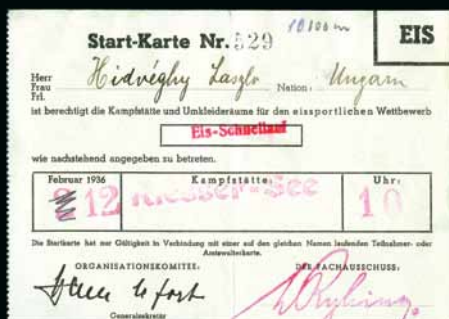 10.000 m
Start-Karte Nr. 529
EIS
Herr
Frau
Frl.
Hidvéghy Laszlo Nation: Ungarn
ist berechtigt die Kampfstätte und Umkleideräume für den eissportlichen Wettbewerb
Eis-Schnellauf
wie nachstehend angegeben zu betreten.
Februar 1936 Kampfstätte: Uhr:
12 Riesser-See 10
Die Startkarte hat nur Gültigkeit in Verbindung mit einer auf den gleichen Namen lautenden Teilnehmer- oder
Amtswalterkarte.
ORGANISATIONSKOMITEE: DER FACHAUSSCHUSS:
le fort
Generalsekretär